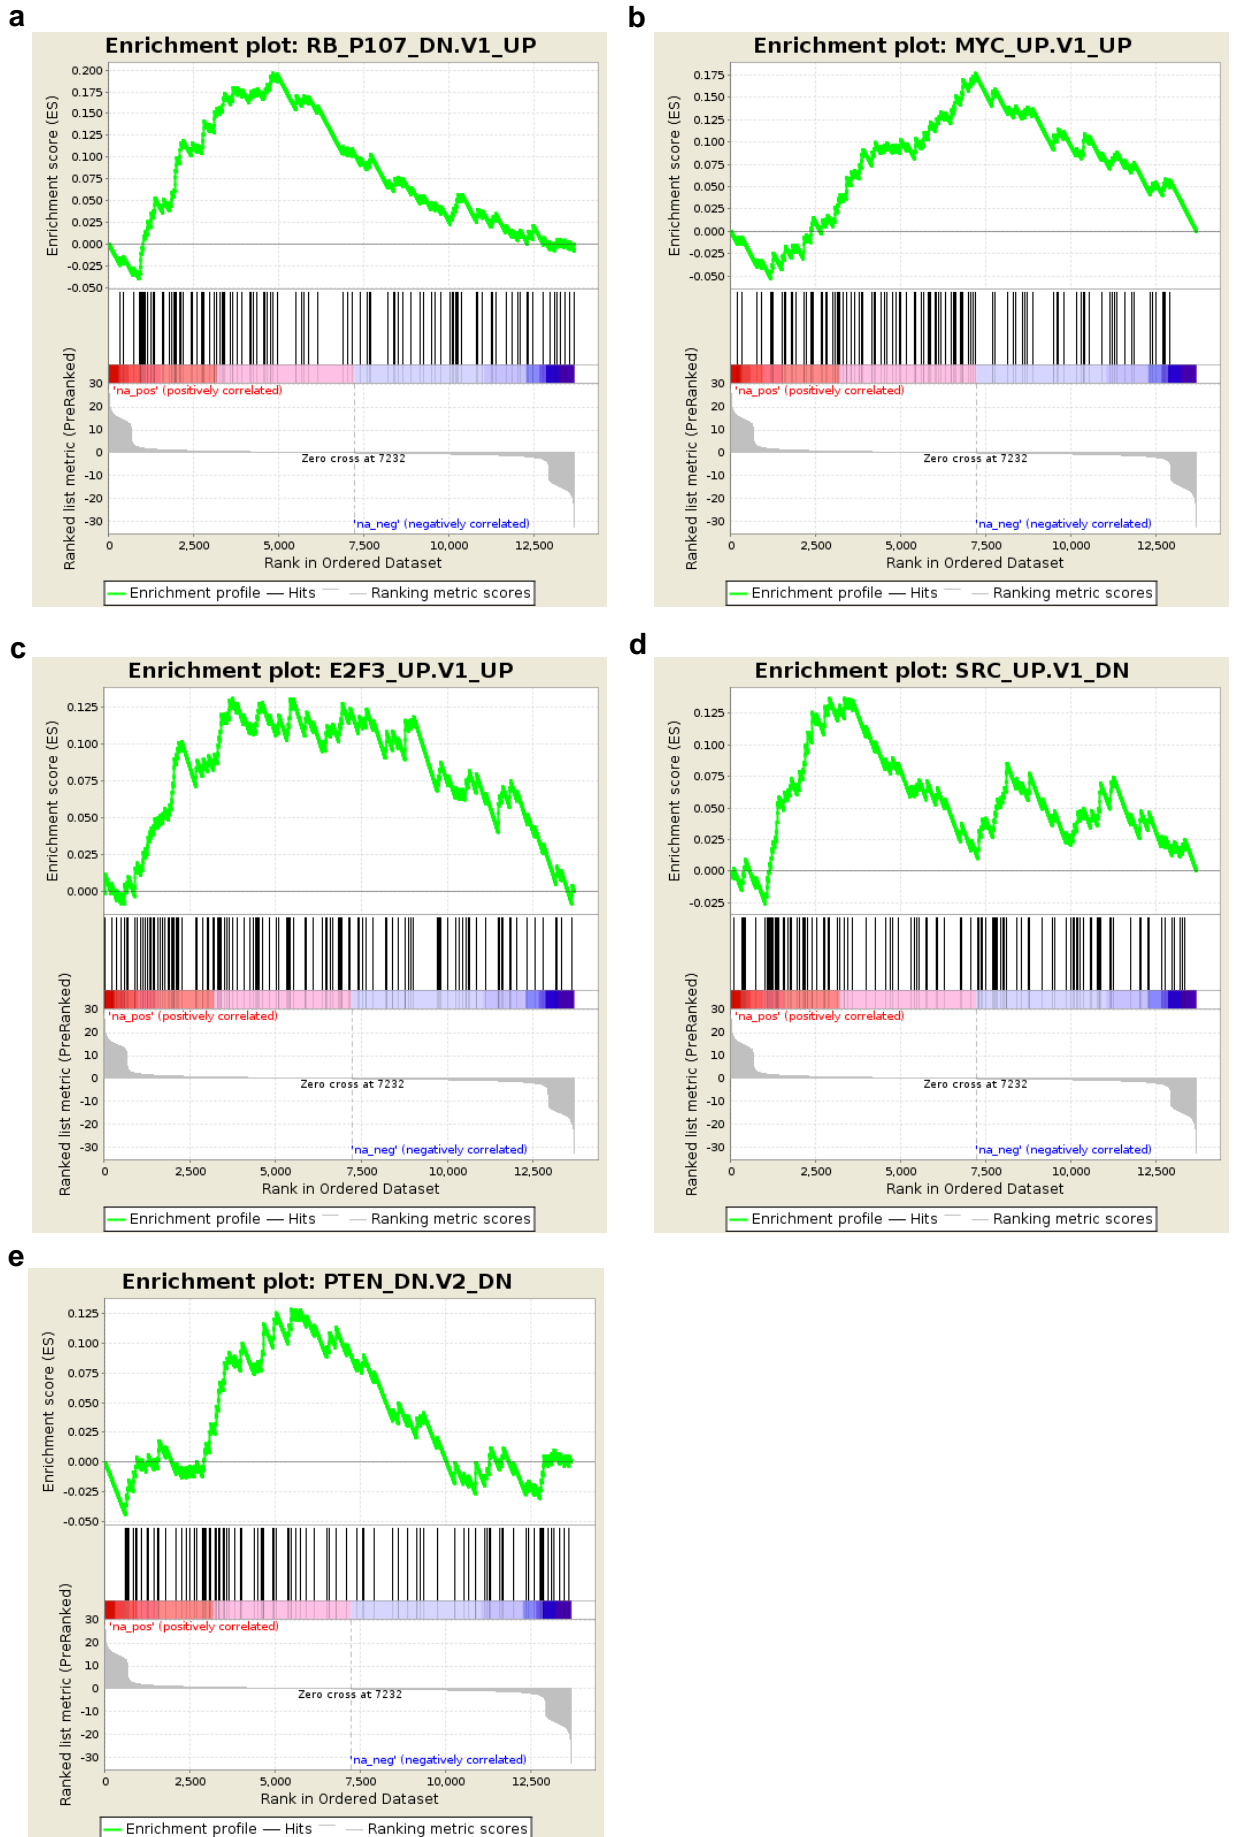 a
Enrichment plot: RB_P107_DN.V1_UP
Enrichment score (ES)
0.200
0.175
0.150
0.125
0.100
0.075
0.050
0.025
0.000
-0.025
-0.050
Ranked list metric (PreRanked)
'na_pos' (positively correlated)
30
20
10
0
-10
-20
-30
Zero cross at 7232
'na_neg' (negatively correlated)
0 2,500 5,000 7,500 10,000 12,500
Rank in Ordered Dataset
Enrichment profile Hits Ranking metric scores
b
Enrichment plot: MYC_UP.V1_UP
Enrichment score (ES)
0.175
0.150
0.125
0.100
0.075
0.050
0.025
0.000
-0.025
-0.050
Ranked list metric (PreRanked)
'na_pos' (positively correlated)
30
20
10
0
-10
-20
-30
Zero cross at 7232
'na_neg' (negatively correlated)
0 2,500 5,000 7,500 10,000 12,500
Rank in Ordered Dataset
Enrichment profile Hits Ranking metric scores
c
Enrichment plot: E2F3_UP.V1_UP
Enrichment score (ES)
0.125
0.100
0.075
0.050
0.025
0.000
Ranked list metric (PreRanked)
'na_pos' (positively correlated)
30
20
10
0
-10
-20
-30
Zero cross at 7232
'na_neg' (negatively correlated)
0 2,500 5,000 7,500 10,000 12,500
Rank in Ordered Dataset
Enrichment profile Hits Ranking metric scores
d
Enrichment plot: SRC_UP.V1_DN
Enrichment score (ES)
0.125
0.100
0.075
0.050
0.025
0.000
-0.025
Ranked list metric (PreRanked)
'na_pos' (positively correlated)
30
20
10
0
-10
-20
-30
Zero cross at 7232
'na_neg' (negatively correlated)
0 2,500 5,000 7,500 10,000 12,500
Rank in Ordered Dataset
Enrichment profile Hits Ranking metric scores
e
Enrichment plot: PTEN_DN.V2_DN
Enrichment score (ES)
0.125
0.100
0.075
0.050
0.025
0.000
-0.025
-0.050
Ranked list metric (PreRanked)
'na_pos' (positively correlated)
30
20
10
0
-10
-20
-30
Zero cross at 7232
'na_neg' (negatively correlated)
0 2,500 5,000 7,500 10,000 12,500
Rank in Ordered Dataset
Enrichment profile Hits Ranking metric scores